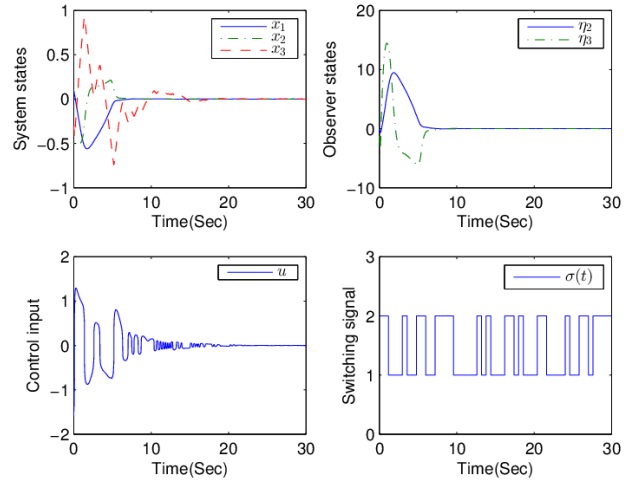 System states
1
0.5
0
−0.5
−1
0
10
20
30
Time(Sec)
x1
x2
x3
Observer states
20
10
0
−10
0
10
20
30
Time(Sec)
η2
η3
Control input
2
1
0
−1
−2
0
10
20
30
Time(Sec)
u
Switching signal
3
2
1
0
0
10
20
30
Time(Sec)
σ(t)